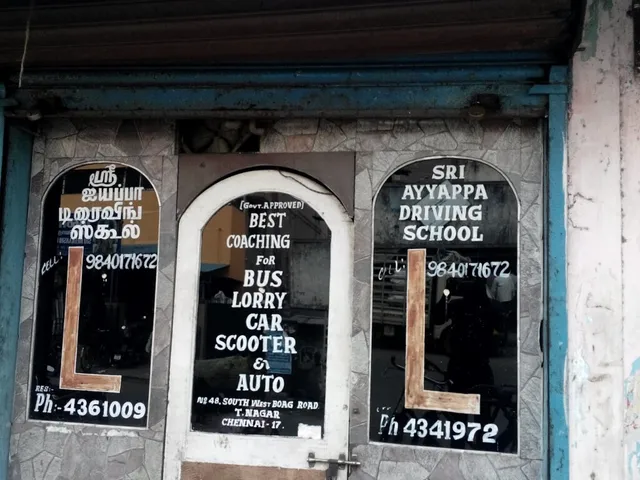 ஸ்ரீ
ஐயப்பா
டிரைவிங்
ஸ்கூல்
CELL: 9840171672
L
RES:-
Ph:-4361009
(GOVT. APPROVED)
BEST
COACHING
FOR
BUS
LORRY
CAR
SCOOTER
&
AUTO
No 48, SOUTH WEST BOAG ROAD
T. NAGAR
CHENNAI-17.
SRI
AYYAPPA
DRIVING
SCHOOL
9840171672
L
Ph 4341972